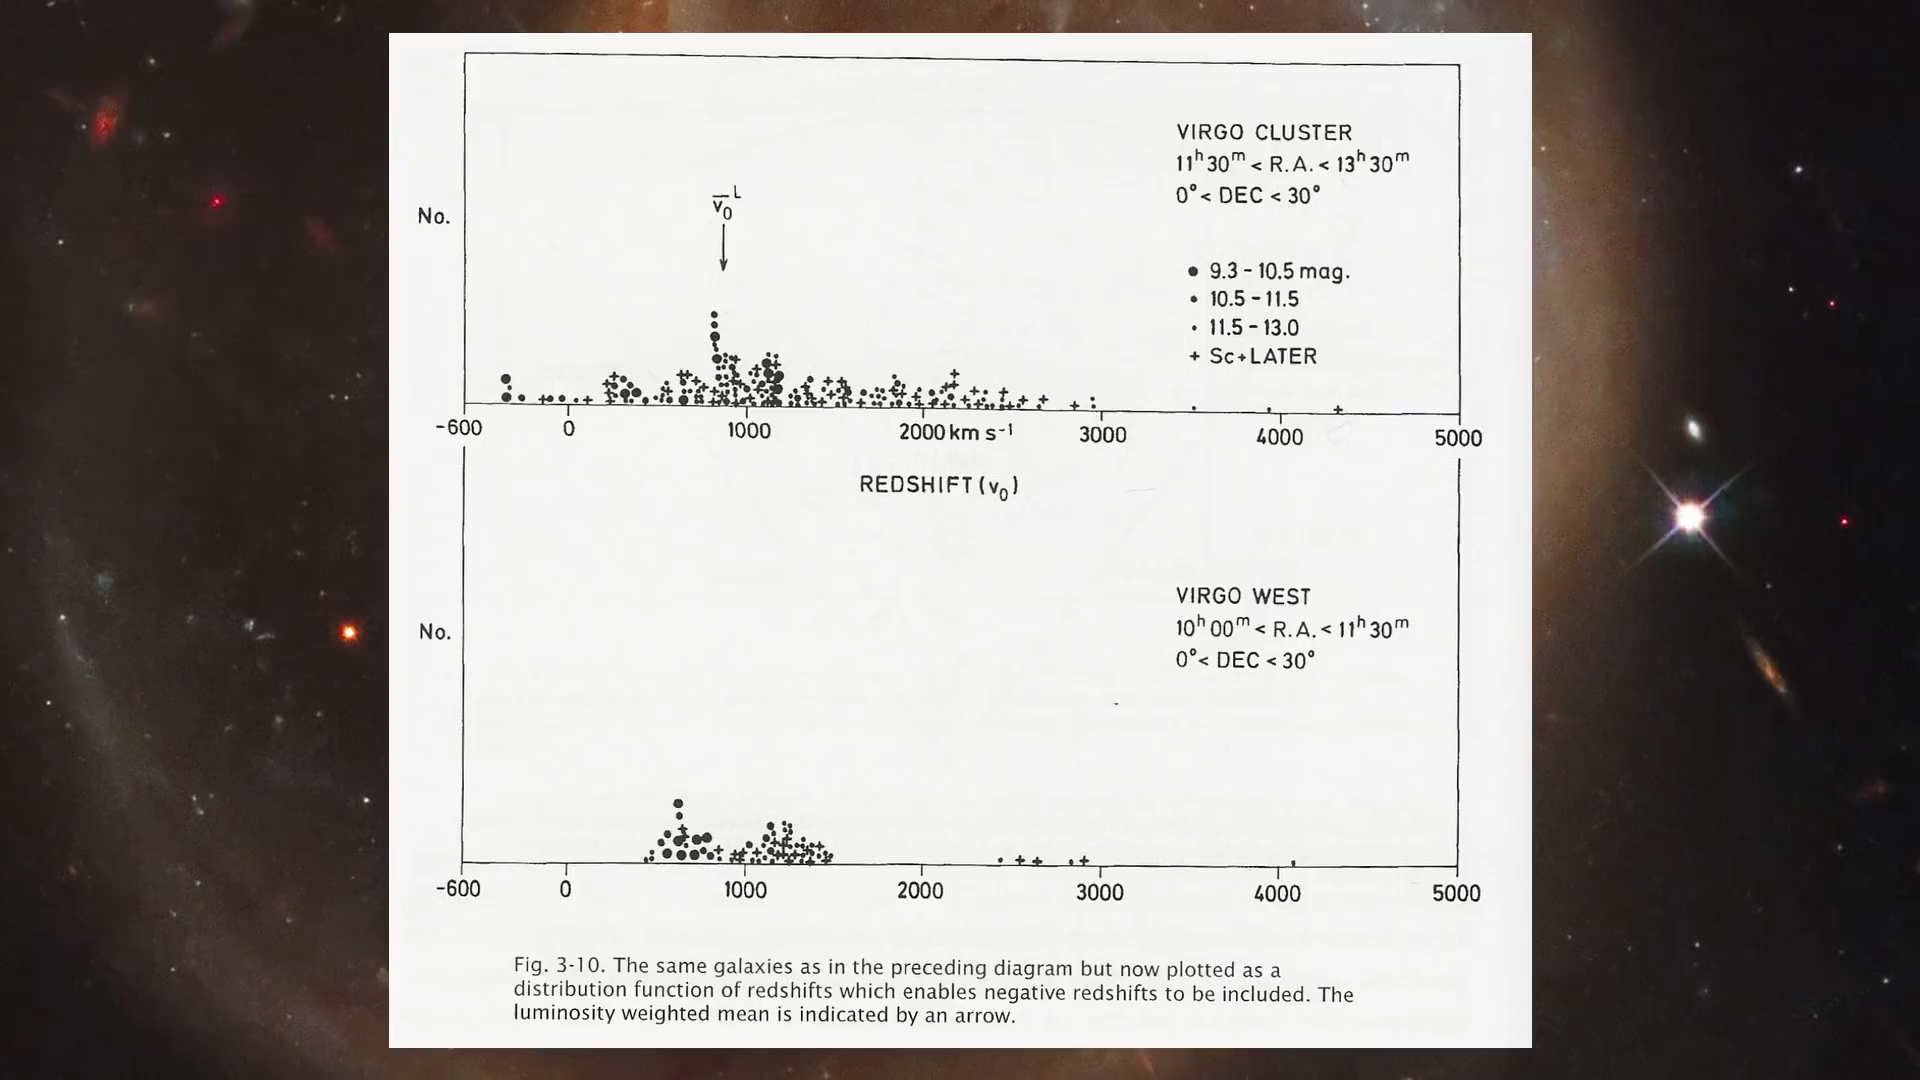 VIRGO CLUSTER
11ʰ30ᵐ < R.A. < 13ʰ30ᵐ
0° < DEC < 30°
v̅₀ᴸ
No.
● 9.3 - 10.5 mag.
• 10.5 - 11.5
· 11.5 - 13.0
+ Sc+LATER
-600 0 1000 2000 km s⁻¹ 3000 4000 5000
REDSHIFT (v₀)
VIRGO WEST
10ʰ00ᵐ < R.A. < 11ʰ30ᵐ
0° < DEC < 30°
No.
-600 0 1000 2000 3000 4000 5000
Fig. 3-10. The same galaxies as in the preceding diagram but now plotted as a
distribution function of redshifts which enables negative redshifts to be included. The
luminosity weighted mean is indicated by an arrow.